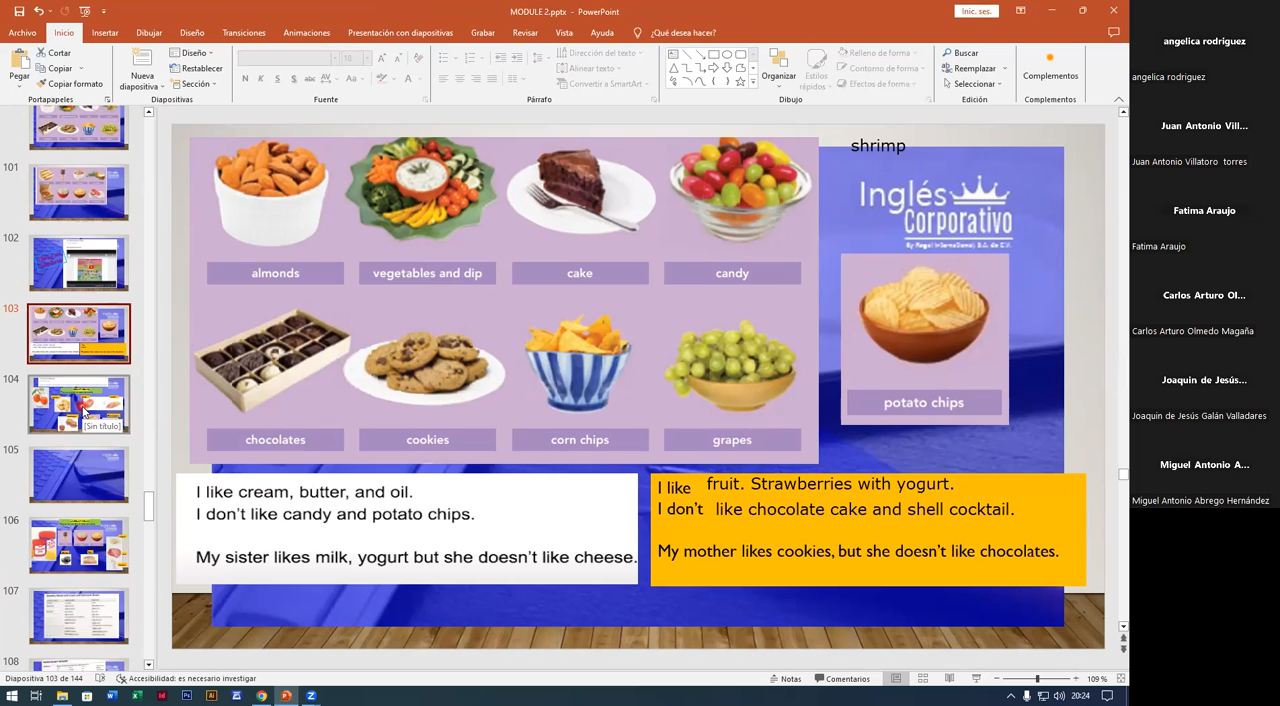 MODULE 2.pptx – PowerPoint
Inic. ses.
Archivo Inicio Insertar Dibujar Diseño Transiciones Animaciones Presentación con diapositivas Grabar Revisar Vista Ayuda ¿Qué desea hacer?
Pegar
Cortar
Copiar
Copiar formato
Portapapeles
Nueva
diapositiva
Diseño
Restablecer
Sección
Diapositivas
18
N K S S abc AV Aa A
Fuente
Párrafo
Dirección del texto
Alinear texto
Convertir a SmartArt
Organizar
Estilos
rápidos
Relleno de forma
Contorno de forma
Efectos de forma
Dibujo
Buscar
Reemplazar
Seleccionar
Edición
Complementos
Complementos
101
102
103
104
[Sin título]
105
106
107
108
shrimp
Inglés
Corporativo
almonds
vegetables and dip
cake
candy
chocolates
cookies
corn chips
grapes
potato chips
I like cream, butter, and oil.
I don't like candy and potato chips.
My sister likes milk, yogurt but she doesn't like cheese.
I like fruit. Strawberries with yogurt.
I don't like chocolate cake and shell cocktail.
My mother likes cookies, but she doesn't like chocolates.
angelica rodriguez
angelica rodriguez
Juan Antonio Vill...
Juan Antonio Villatoro torres
Fatima Araujo
Fatima Araujo
Carlos Arturo Ol...
Carlos Arturo Olmedo Magaña
Joaquin de Jesús...
Joaquin de Jesús Galán Valladares
Miguel Antonio A...
Miguel Antonio Abrego Hernández
Diapositiva 103 de 144
Accesibilidad: es necesario investigar
Notas
Comentarios
109 %
20:24